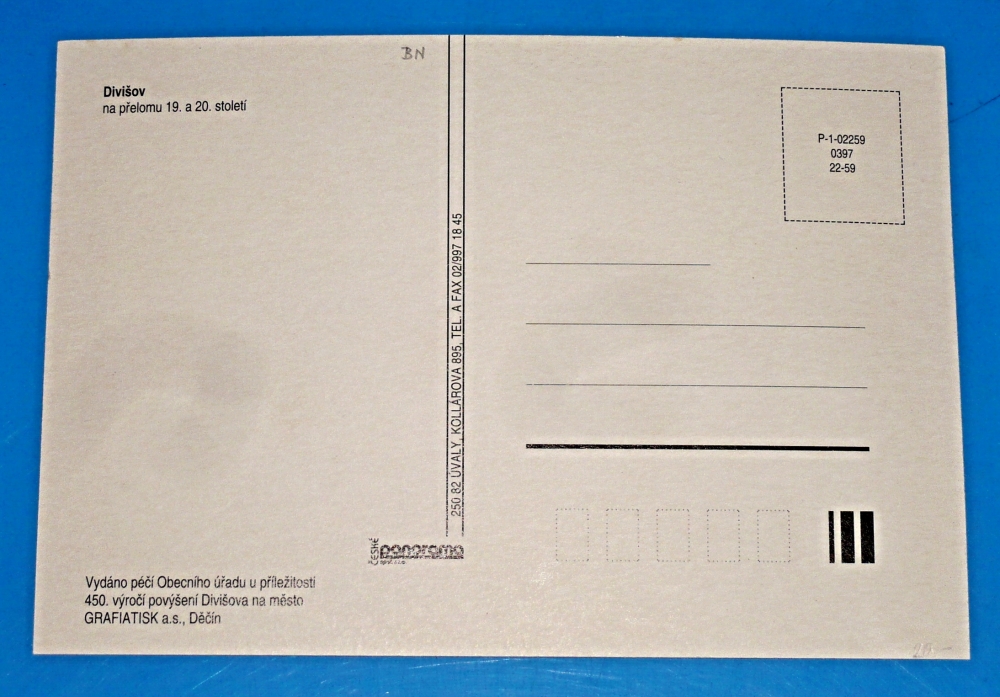 BN
Divišov
na přelomu 19. a 20. století
P-1-02259
0397
22-59
250 82 ÚVALY, KOLLÁROVA 895, TEL. A FAX 02/997 18 45
ČESKÉ
panorama
spol. s r.o.
Vydáno péčí Obecního úřadu u příležitosti
450. výročí povýšení Divišova na město
GRAFIATISK a.s., Děčín